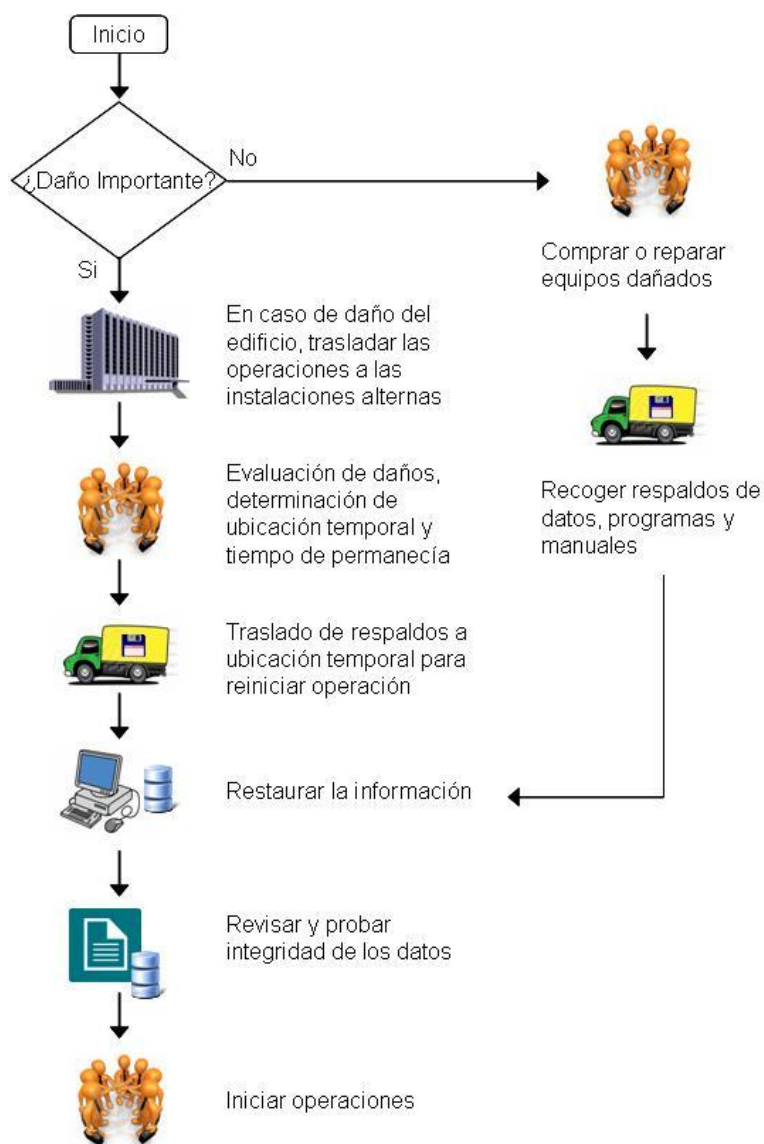 Inicio
¿Daño Importante?
No
Si
Comprar o reparar
equipos dañados
En caso de daño del
edificio, trasladar las
operaciones a las
instalaciones alternas
Evaluación de daños,
determinación de
ubicación temporal y
tiempo de permanecía
Recoger respaldos de
datos, programas y
manuales
Traslado de respaldos a
ubicación temporal para
reiniciar operación
Restaurar la información
Revisar y probar
integridad de los datos
Iniciar operaciones